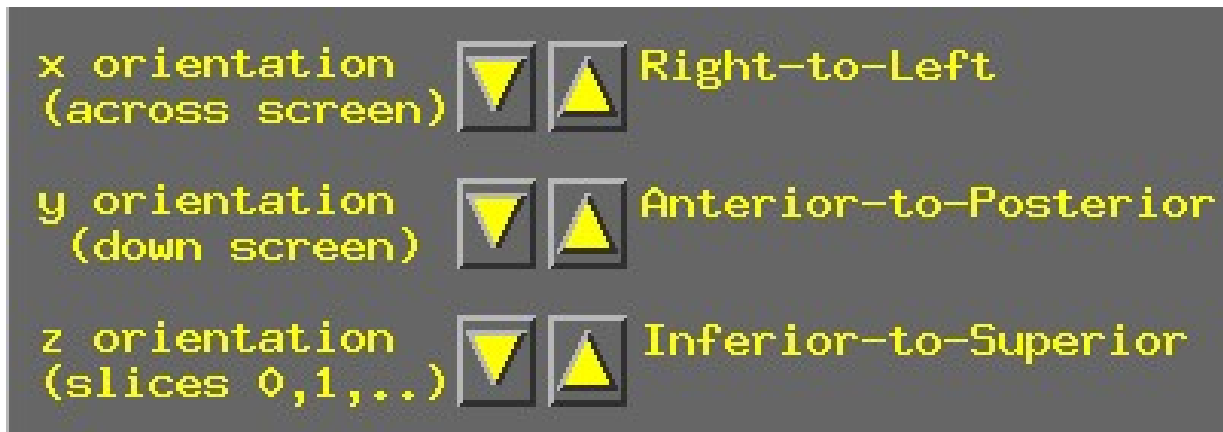 x orientation Right-to-Left
(across screen)
y orientation Anterior-to-Posterior
(down screen)
z orientation Inferior-to-Superior
(slices 0,1,..)